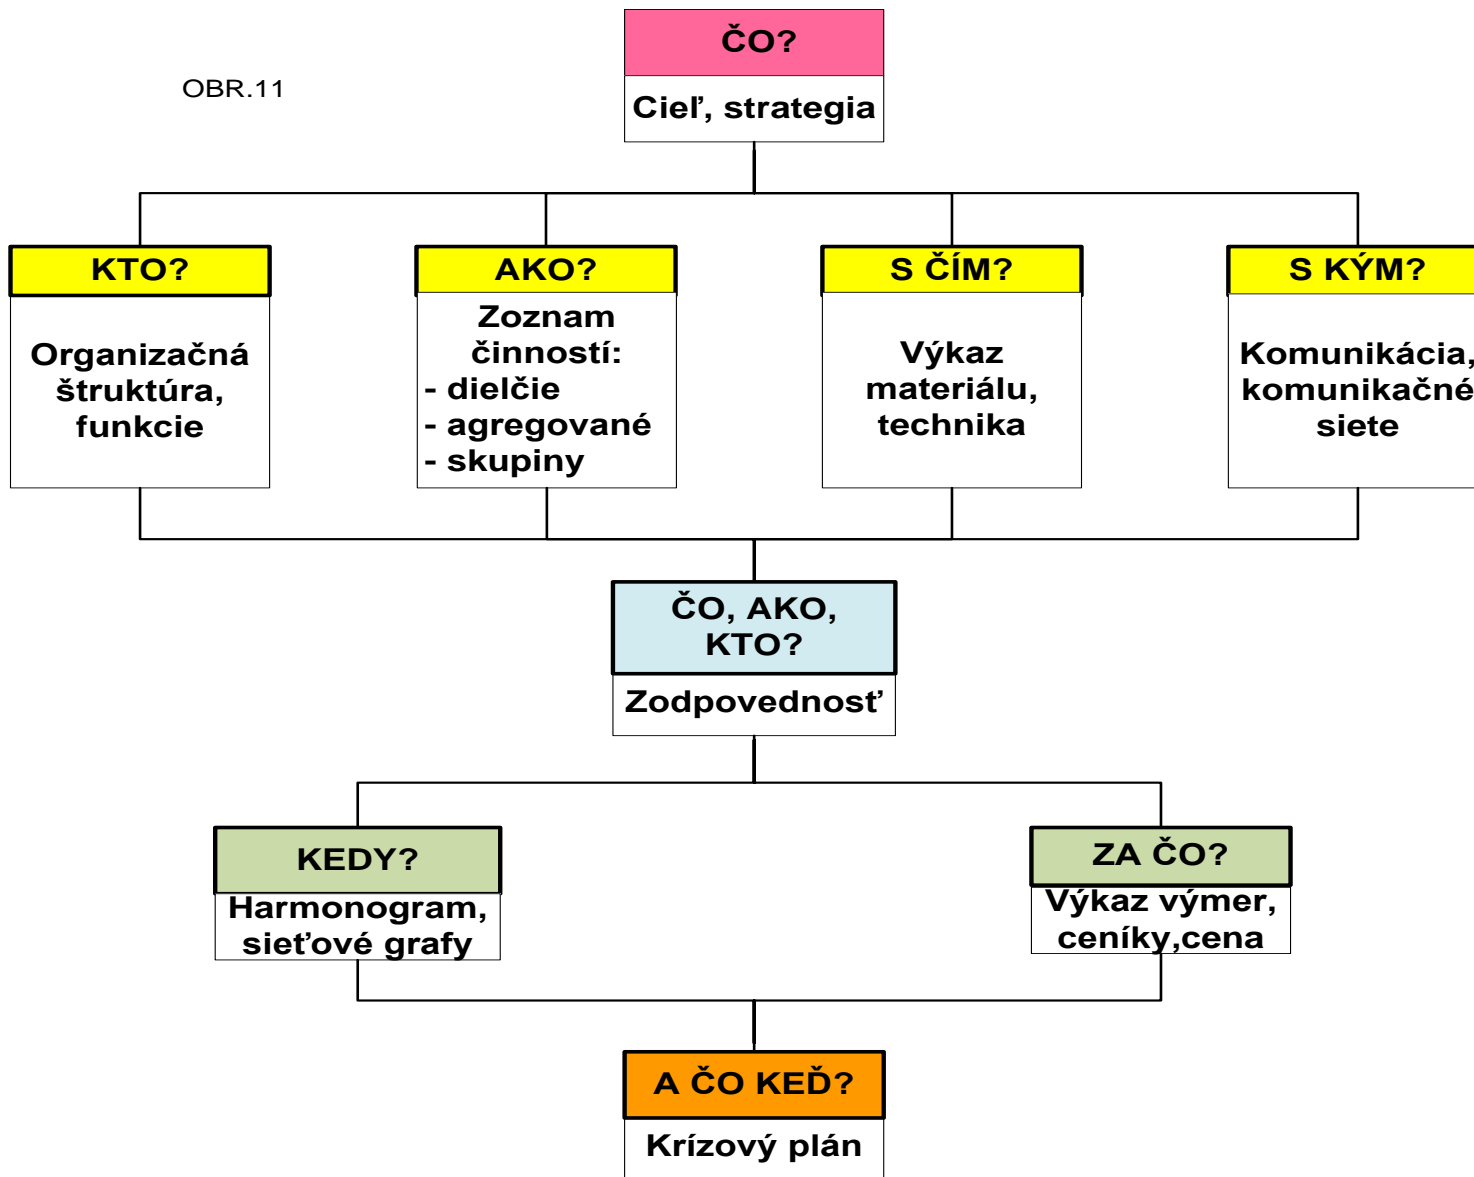 ČO?
Cieľ, strategia
OBR.11
KTO?
Organizačná
štruktúra,
funkcie
AKO?
Zoznam
činností:
- dielčie
- agregované
- skupiny
S ČÍM?
Výkaz
materiálu,
technika
S KÝM?
Komunikácia,
komunikačné
siete
ČO, AKO,
KTO?
Zodpovednosť
KEDY?
Harmonogram,
sieťové grafy
ZA ČO?
Výkaz výmer,
ceníky,cena
A ČO KEĎ?
Krízový plán